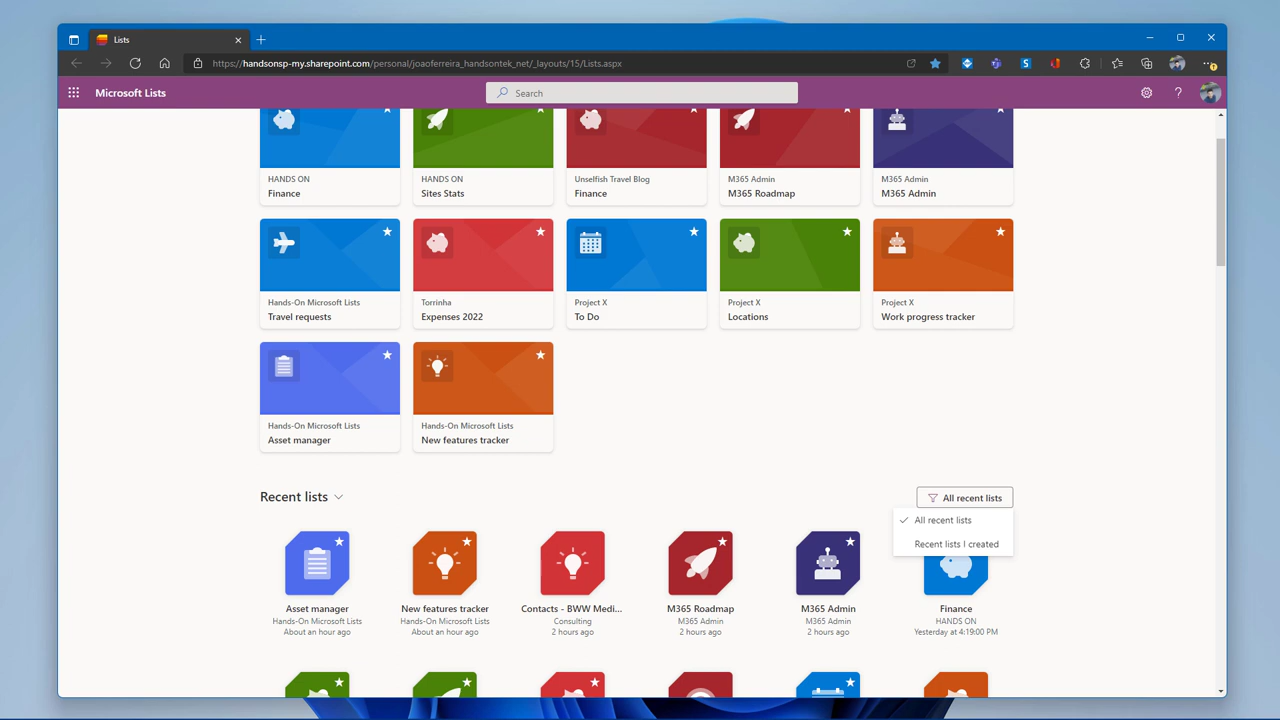 Lists
https://handsonsp-my.sharepoint.com/personal/joaoferreira_handsontek_net/_layouts/15/Lists.aspx
Microsoft Lists
Search
HANDS ON
Finance
HANDS ON
Sites Stats
Unselfish Travel Blog
Finance
M365 Admin
M365 Roadmap
M365 Admin
M365 Admin
Hands-On Microsoft Lists
Travel requests
Torrinha
Expenses 2022
Project X
To Do
Project X
Locations
Project X
Work progress tracker
Hands-On Microsoft Lists
Asset manager
Hands-On Microsoft Lists
New features tracker
Recent lists
All recent lists
All recent lists
Recent lists I created
Asset manager
Hands-On Microsoft Lists
About an hour ago
New features tracker
Hands-On Microsoft Lists
About an hour ago
Contacts - BWW Medi...
Consulting
2 hours ago
M365 Roadmap
M365 Admin
2 hours ago
M365 Admin
M365 Admin
2 hours ago
Finance
HANDS ON
Yesterday at 4:19:00 PM